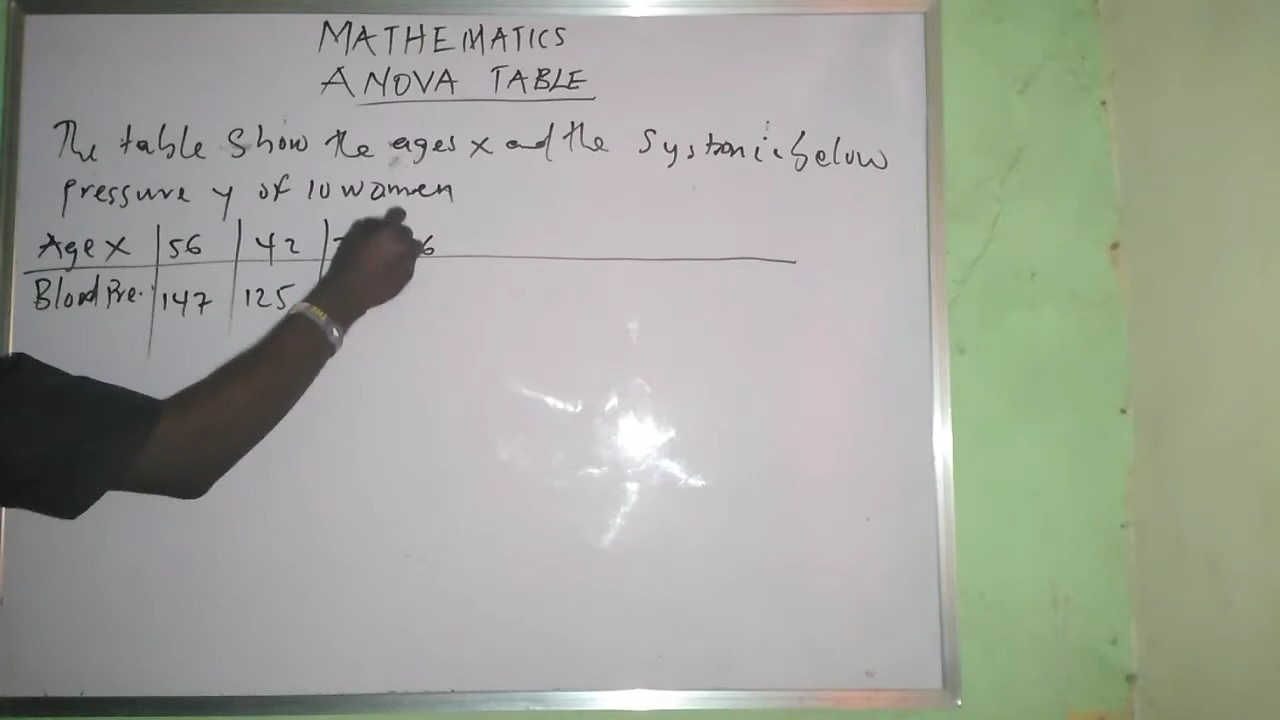 MATHEMATICS
ANOVA TABLE
The table Show the ages x and the Systonic below
pressure y of 10 women
Age x 56 42 6
Blood Pre. 147 125